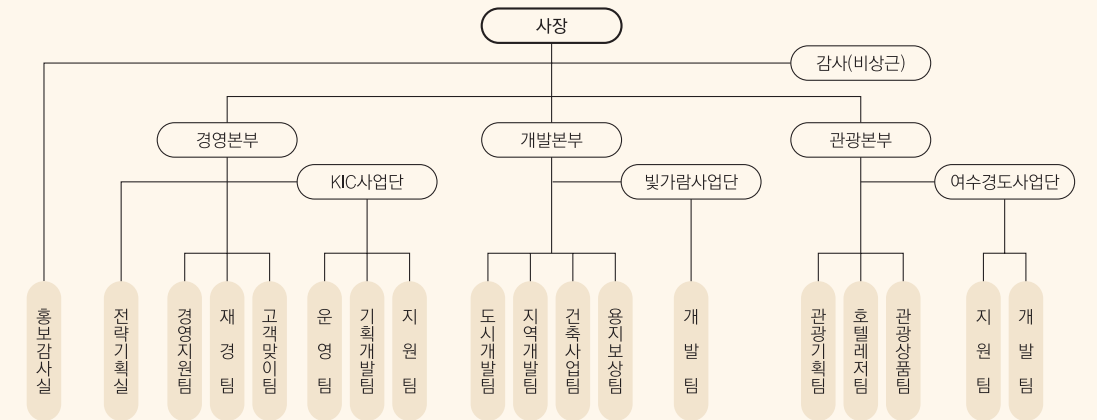 사장
감사(비상근)
경영본부
개발본부
관광본부
KIC사업단
빛가람사업단
여수경도사업단
홍보감사실
전략기획실
경영지원팀
재경팀
고객맞이팀
운영팀
기획개발팀
지원팀
도시개발팀
지역개발팀
건축사업팀
용지보상팀
개발팀
관광기획팀
호텔레저팀
관광상품팀
지원팀
개발팀